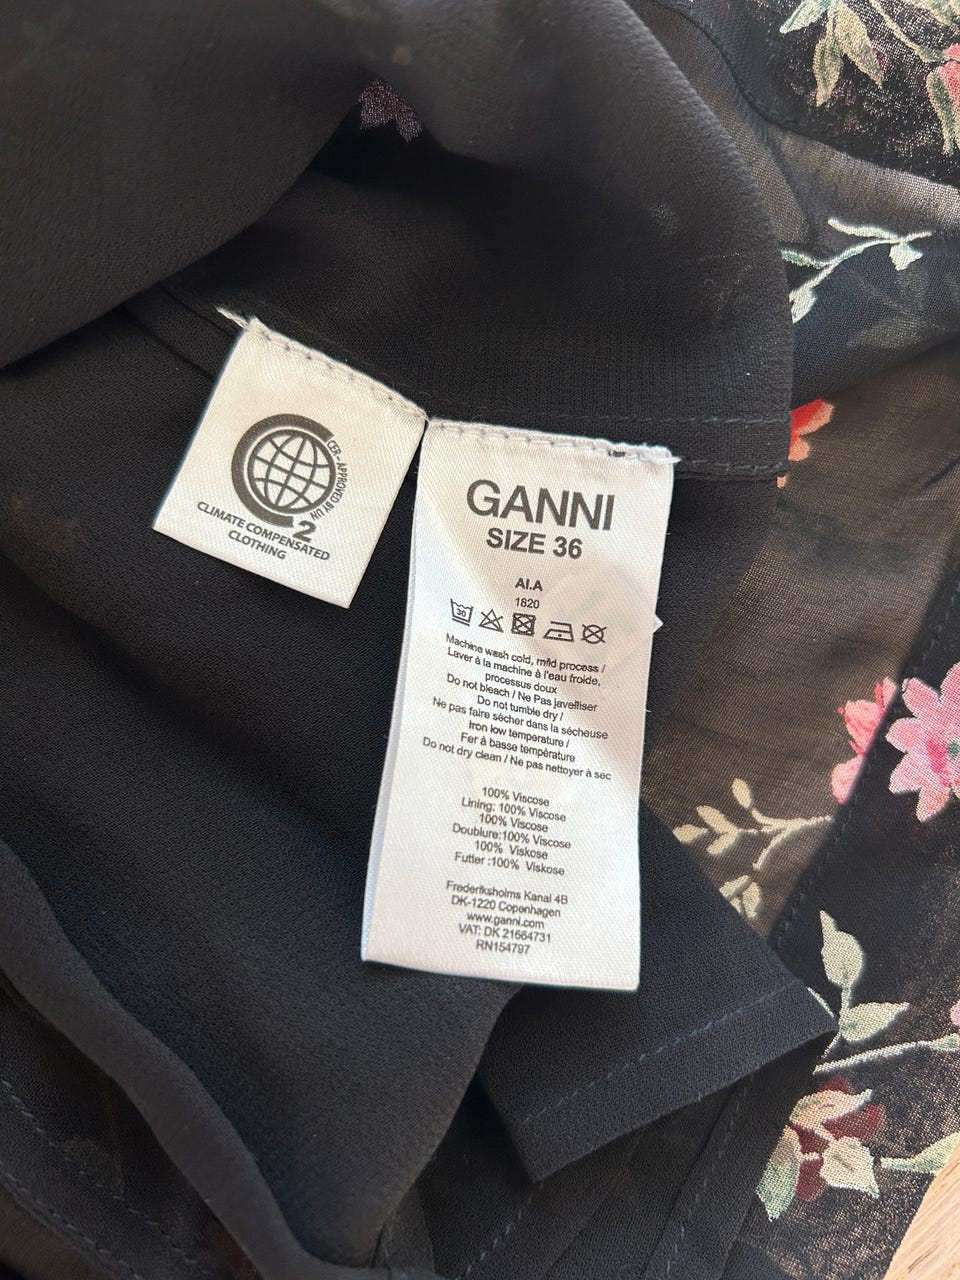 CER-APPROVED BY UN
2
CLIMATE COMPENSATED
CLOTHING
GANNI
SIZE 36
AI.A
1820
30
Machine wash cold, mild process /
Laver à la machine à l'eau froide,
processus doux
Do not bleach / Ne Pas javelliser
Do not tumble dry /
Ne pas faire sécher dans la sécheuse
Iron low temperature /
Fer à basse température
Do not dry clean / Ne pas nettoyer à sec
100% Viscose
Lining: 100% Viscose
100% Viscose
Doublure:100% Viscose
100% Viskose
Futter :100% Viskose
Frederiksholms Kanal 4B
DK-1220 Copenhagen
www.ganni.com
VAT: DK 21664731
RN154797